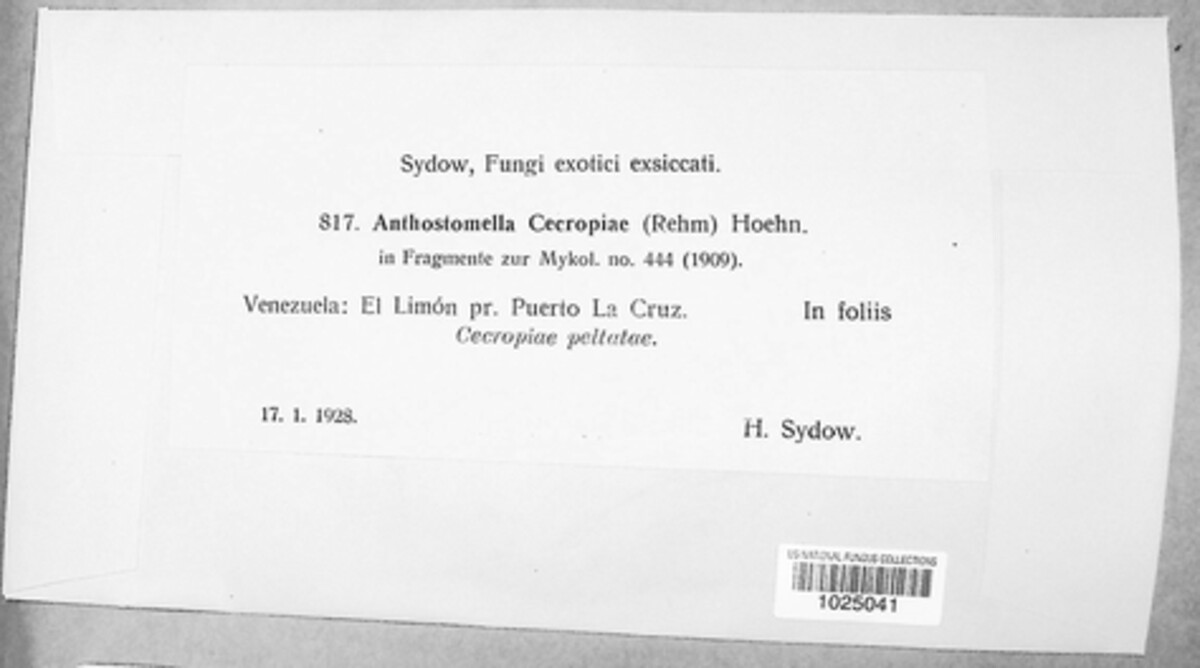 Sydow, Fungi exotici exsiccati.
817. Anthostomella Cecropiae (Rehm) Hoehn.
in Fragmente zur Mykol. no. 444 (1909).
Venezuela: El Limón pr. Puerto La Cruz. In foliis
Cecropiae peltatae.
17. 1. 1928.
H. Sydow.
US NATIONAL FUNGUS COLLECTIONS
1025041